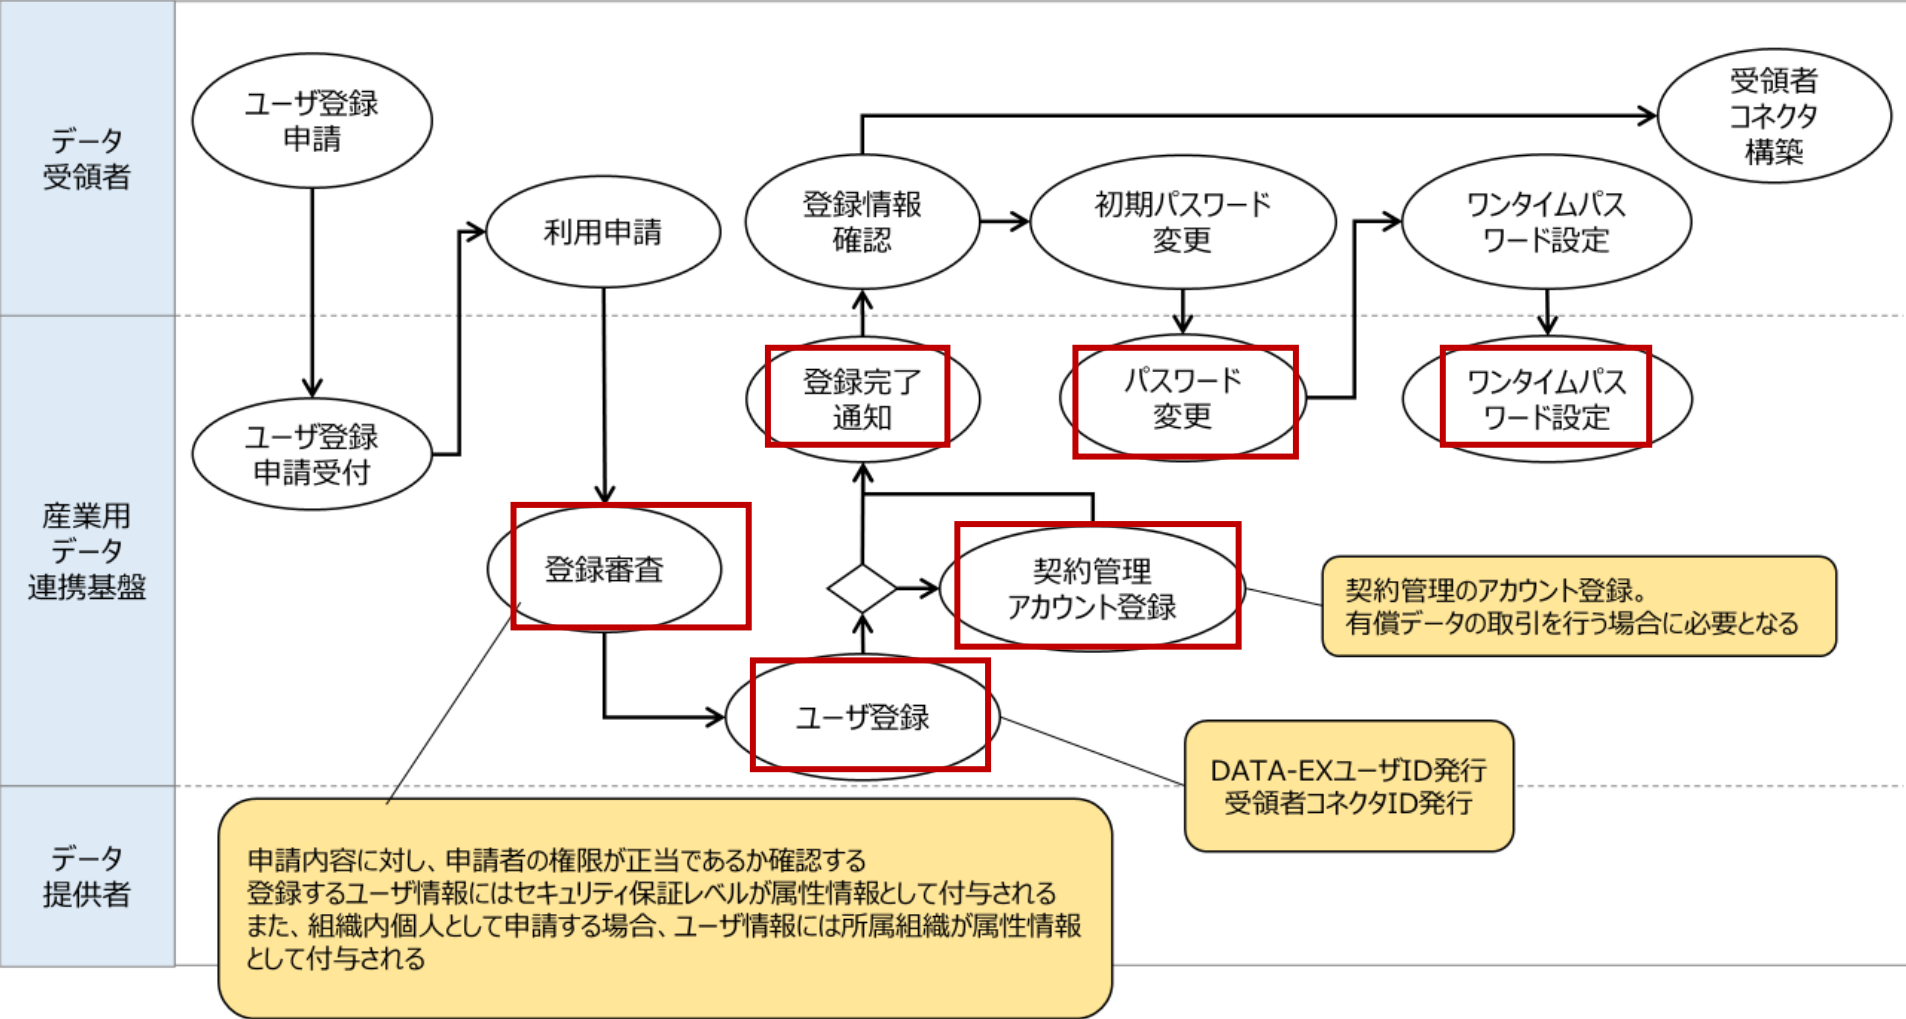 データ
受領者
ユーザ登録
申請
利用申請
登録情報
確認
初期パスワード
変更
ワンタイムパス
ワード設定
受領者
コネクタ
構築
産業用
データ
連携基盤
ユーザ登録
申請受付
登録審査
登録完了
通知
パスワード
変更
ワンタイムパス
ワード設定
契約管理
アカウント登録
契約管理のアカウント登録。
有償データの取引を行う場合に必要となる
ユーザ登録
DATA-EXユーザID発行
受領者コネクタID発行
データ
提供者
申請内容に対し、申請者の権限が正当であるか確認する
登録するユーザ情報にはセキュリティ保証レベルが属性情報として付与される
また、組織内個人として申請する場合、ユーザ情報には所属組織が属性情報
として付与される